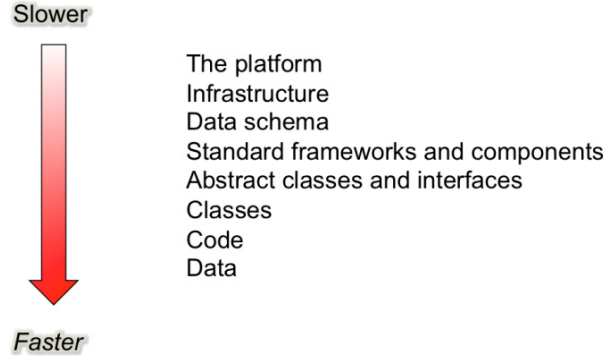 Slower
The platform
Infrastructure
Data schema
Standard frameworks and components
Abstract classes and interfaces
Classes
Code
Data
Faster